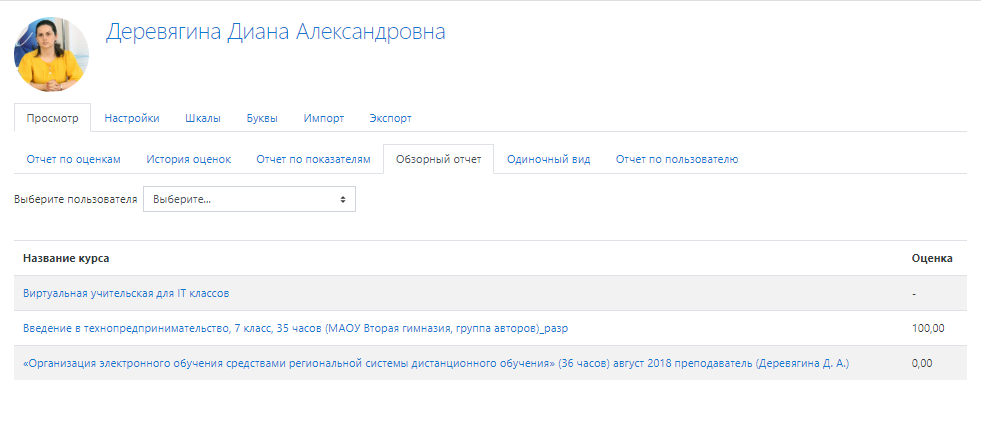 Деревягина Диана Александровна
Просмотр Настройки Шкалы Буквы Импорт Экспорт
Отчет по оценкам История оценок Отчет по показателям Обзорный отчет Одиночный вид Отчет по пользователю
Выберите пользователя Выберите...
Название курса Оценка
Виртуальная учительская для IT классов -
Введение в технопредпринимательство, 7 класс, 35 часов (МАОУ Вторая гимназия, группа авторов)_разр 100,00
«Организация электронного обучения средствами региональной системы дистанционного обучения» (36 часов) август 2018 преподаватель (Деревягина Д. А.) 0,00